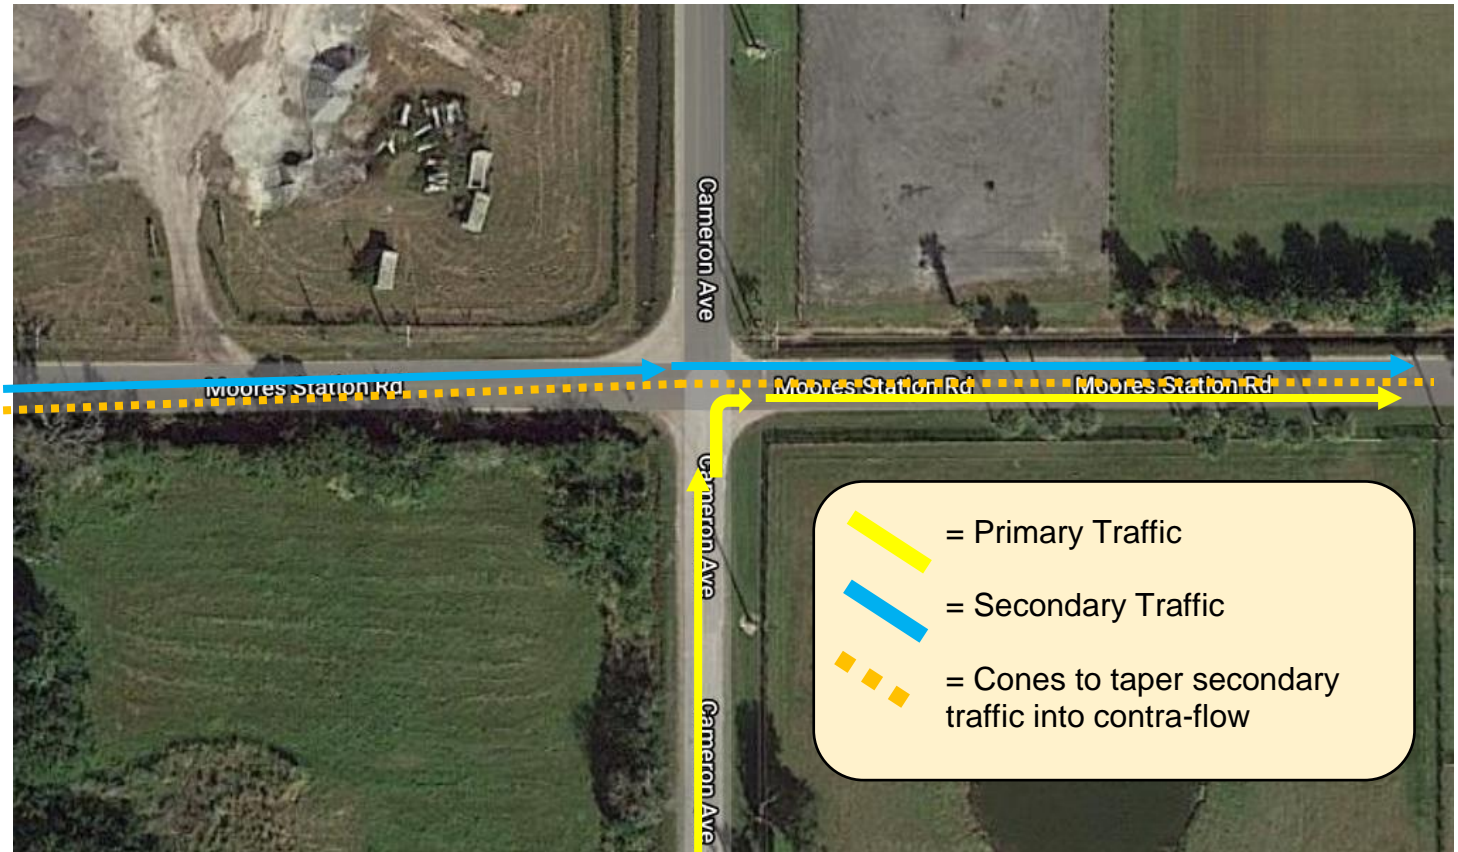 Cameron Ave
Moores Station Rd
Moores Station Rd
Moores Station Rd
Cameron Ave
Cameron Ave
= Primary Traffic
= Secondary Traffic
= Cones to taper secondary
traffic into contra-flow